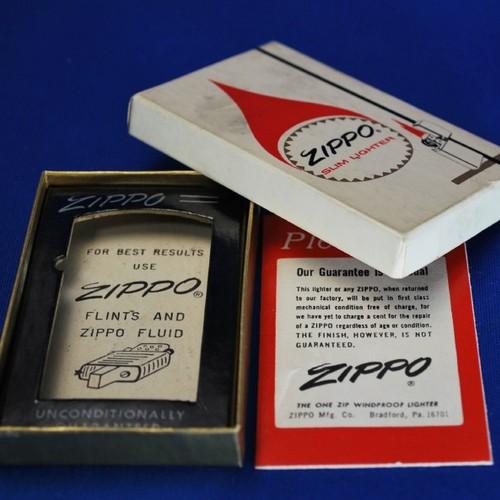 ZIPPO
SLIM LIGHTER
ZIPPO
FOR BEST RESULTS
USE
ZIPPO®
FLINTS AND
ZIPPO FLUID
UNCONDITIONALLY
GUARANTEED
Our Guarantee is
This lighter or any ZIPPO, when returned
to our factory, will be put in first class
mechanical condition free of charge, for
we have yet to charge a cent for the repair
of a ZIPPO regardless of age or condition.
THE FINISH, HOWEVER, IS NOT
GUARANTEED.
ZIPPO®
THE ONE ZIP WINDPROOF LIGHTER
ZIPPO Mfg. Co. Bradford, Pa. 16701